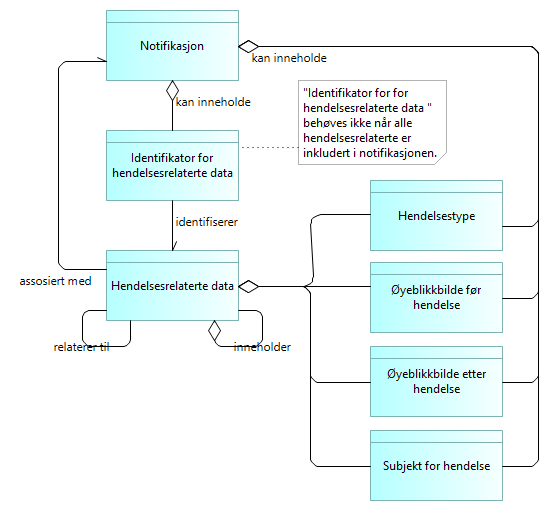 Notifikasjon
kan inneholde
kan inneholde
"Identifikator for for
hendelsesrelaterte data "
behøves ikke når alle
hendelsesrelaterte er
inkludert i notifikasjonen.
Identifikator for
hendelsesrelaterte data
identifiserer
Hendelsestype
assosiert med
Hendelsesrelaterte data
Øyeblikkbilde før
hendelse
relaterer til
inneholder
Øyeblikkbilde etter
hendelse
Subjekt for hendelse